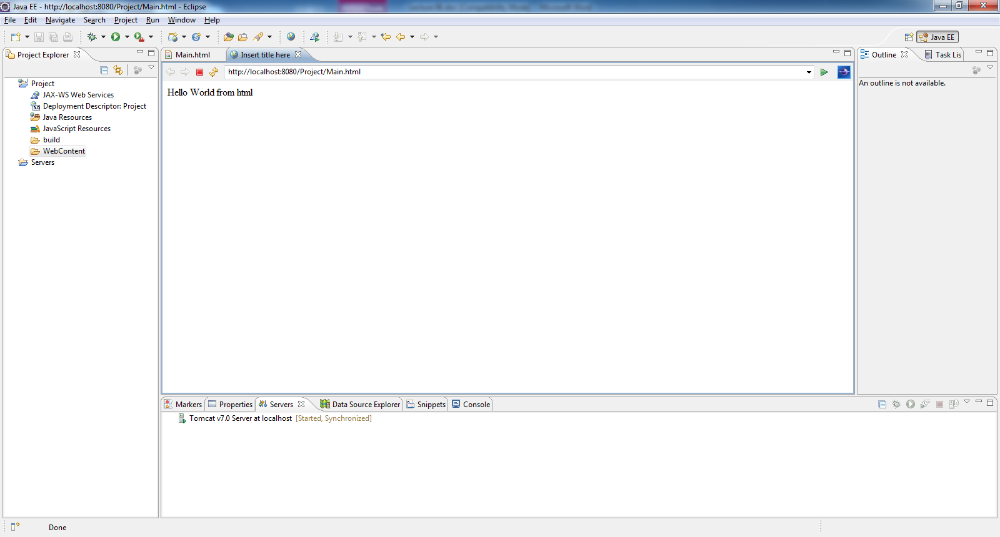 Java EE - http://localhost:8080/Project/Main.html - Eclipse
File Edit Navigate Search Project Run Window Help
Java EE
Project Explorer
Project
JAX-WS Web Services
3.0 Deployment Descriptor: Project
Java Resources
JavaScript Resources
build
WebContent
Servers
Main.html Insert title here
http://localhost:8080/Project/Main.html
Hello World from html
Outline Task Lis
An outline is not available.
Markers Properties Servers Data Source Explorer Snippets Console
Tomcat v7.0 Server at localhost [Started, Synchronized]
Done